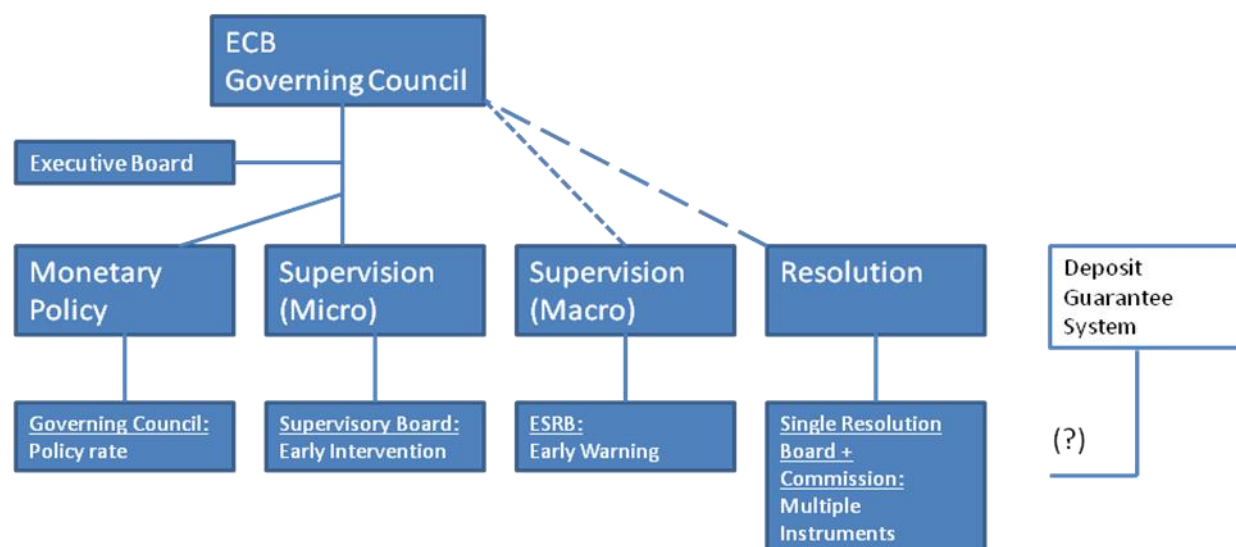 ECB
Governing Council
Executive Board
Monetary
Policy
Supervision
(Micro)
Supervision
(Macro)
Resolution
Deposit
Guarantee
System
Governing Council:
Policy rate
Supervisory Board:
Early Intervention
ESRB:
Early Warning
Single Resolution
Board +
Commission:
Multiple
Instruments
(?)